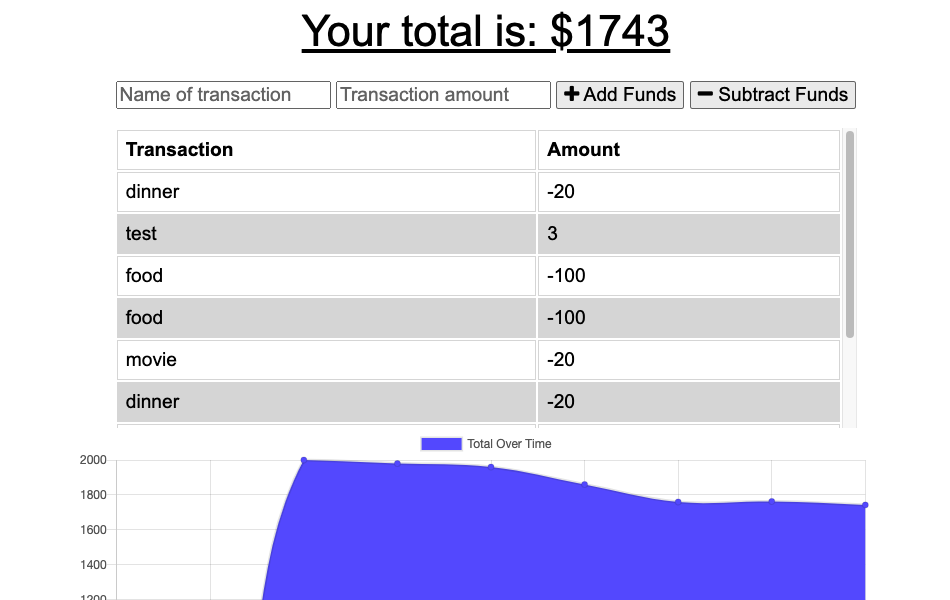 Your total is: $1743
Name of transaction Transaction amount + Add Funds − Subtract Funds
Transaction Amount
dinner -20
test 3
food -100
food -100
movie -20
dinner -20
Total Over Time
2000
1800
1600
1400
1200